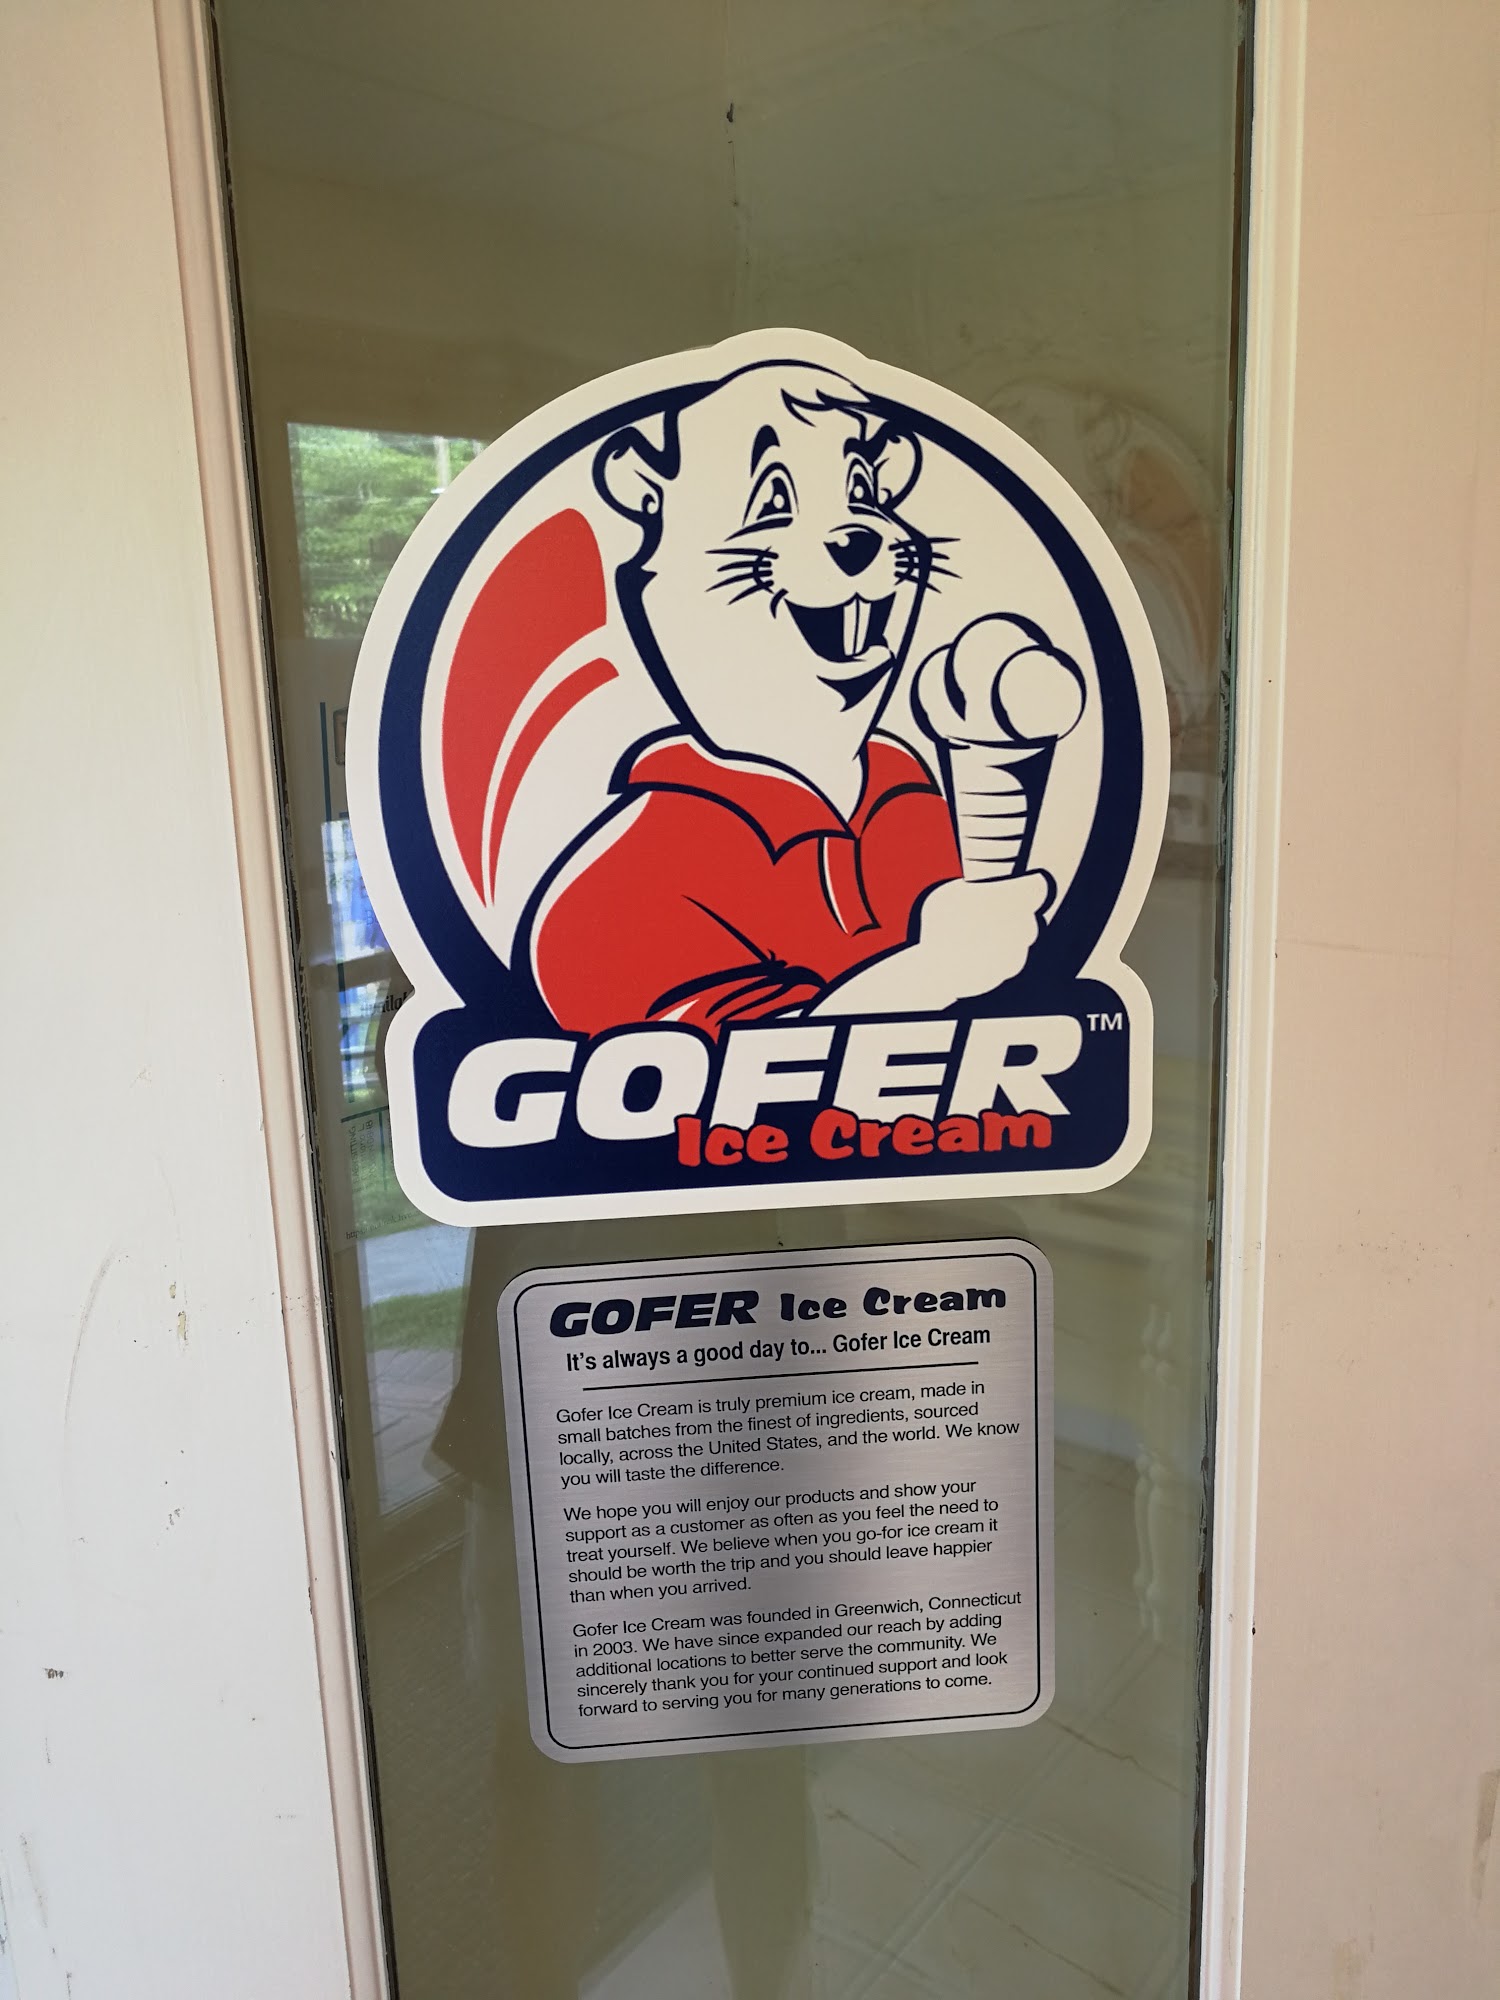 GOFER™
Ice Cream
GOFER Ice Cream
It's always a good day to... Gofer Ice Cream
Gofer Ice Cream is truly premium ice cream, made in
small batches from the finest of ingredients, sourced
locally, across the United States, and the world. We know
you will taste the difference.
We hope you will enjoy our products and show your
support as a customer as often as you feel the need to
treat yourself. We believe when you go-for ice cream it
should be worth the trip and you should leave happier
than when you arrived.
Gofer Ice Cream was founded in Greenwich, Connecticut
in 2003. We have since expanded our reach by adding
additional locations to better serve the community. We
sincerely thank you for your continued support and look
forward to serving you for many generations to come.